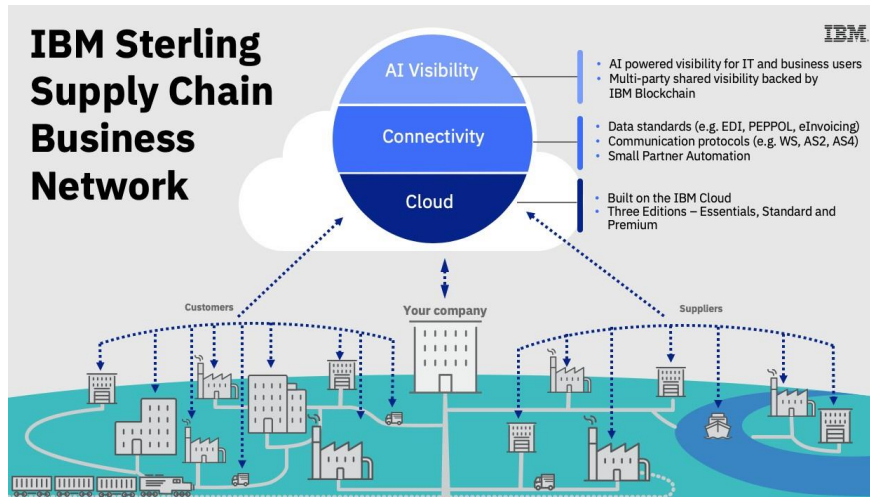 IBM Sterling
Supply Chain
Business
Network
IBM.
AI Visibility
• AI powered visibility for IT and business users
• Multi-party shared visibility backed by
IBM Blockchain
Connectivity
• Data standards (e.g. EDI, PEPPOL, eInvoicing)
• Communication protocols (e.g. WS, AS2, AS4)
• Small Partner Automation
Cloud
• Built on the IBM Cloud
• Three Editions – Essentials, Standard and
Premium
Customers
Your company
Suppliers